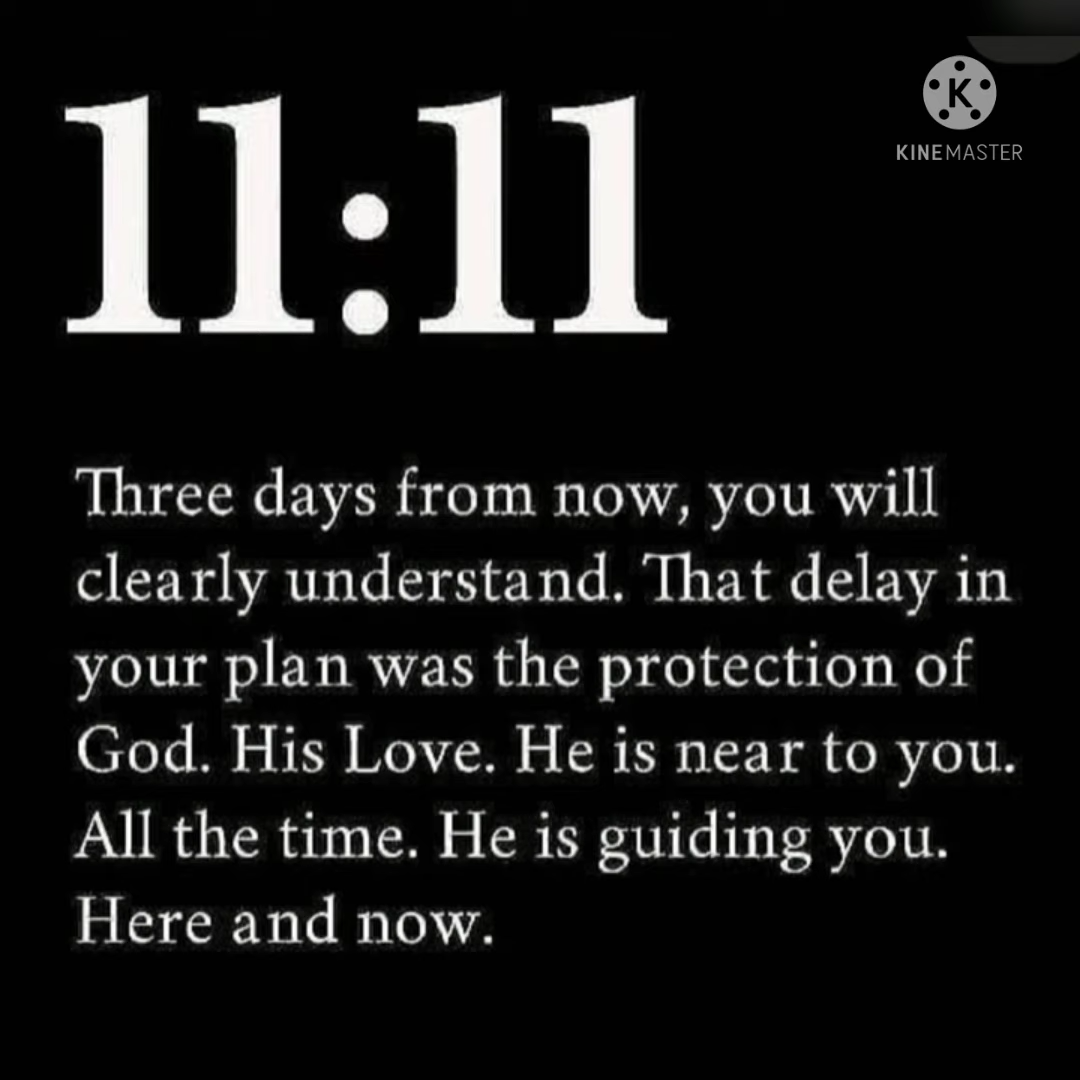 11:11
KINEMASTER
Three days from now, you will
clearly understand. That delay in
your plan was the protection of
God. His Love. He is near to you.
All the time. He is guiding you.
Here and now.